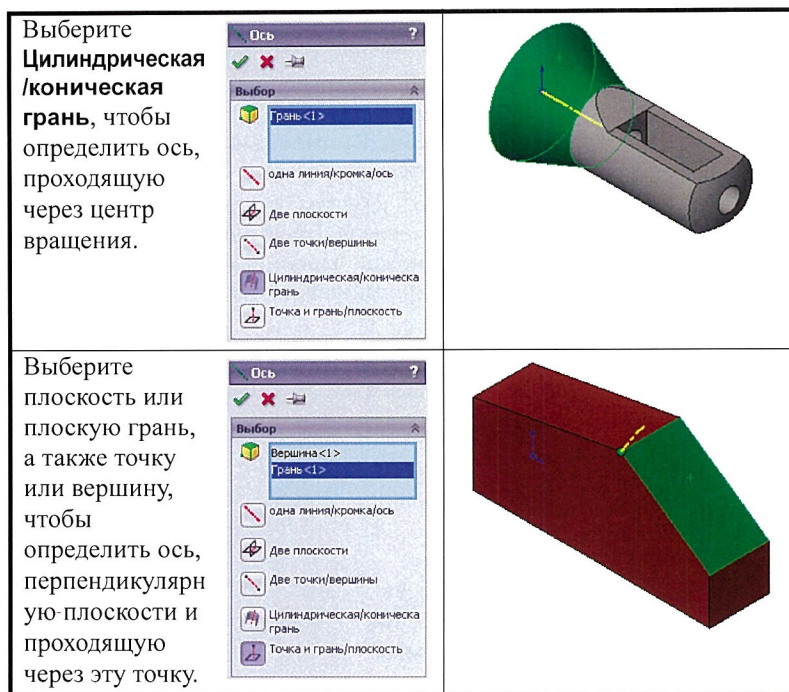 Выберите
Цилиндрическая
/коническая
грань, чтобы
определить ось,
проходящую
через центр
вращения.
Ось ?
Выбор
Грань<1>
одна линия/кромка/ось
Две плоскости
Две точки/вершины
Цилиндрическая/коническа
грань
Точка и грань/плоскость
Выберите
плоскость или
плоскую грань,
а также точку
или вершину,
чтобы
определить ось,
перпендикулярн
ую-плоскости и
проходящую
через эту точку.
Ось ?
Выбор
Вершина<1>
Грань<1>
одна линия/кромка/ось
Две плоскости
Две точки/вершины
Цилиндрическая/коническа
грань
Точка и грань/плоскость